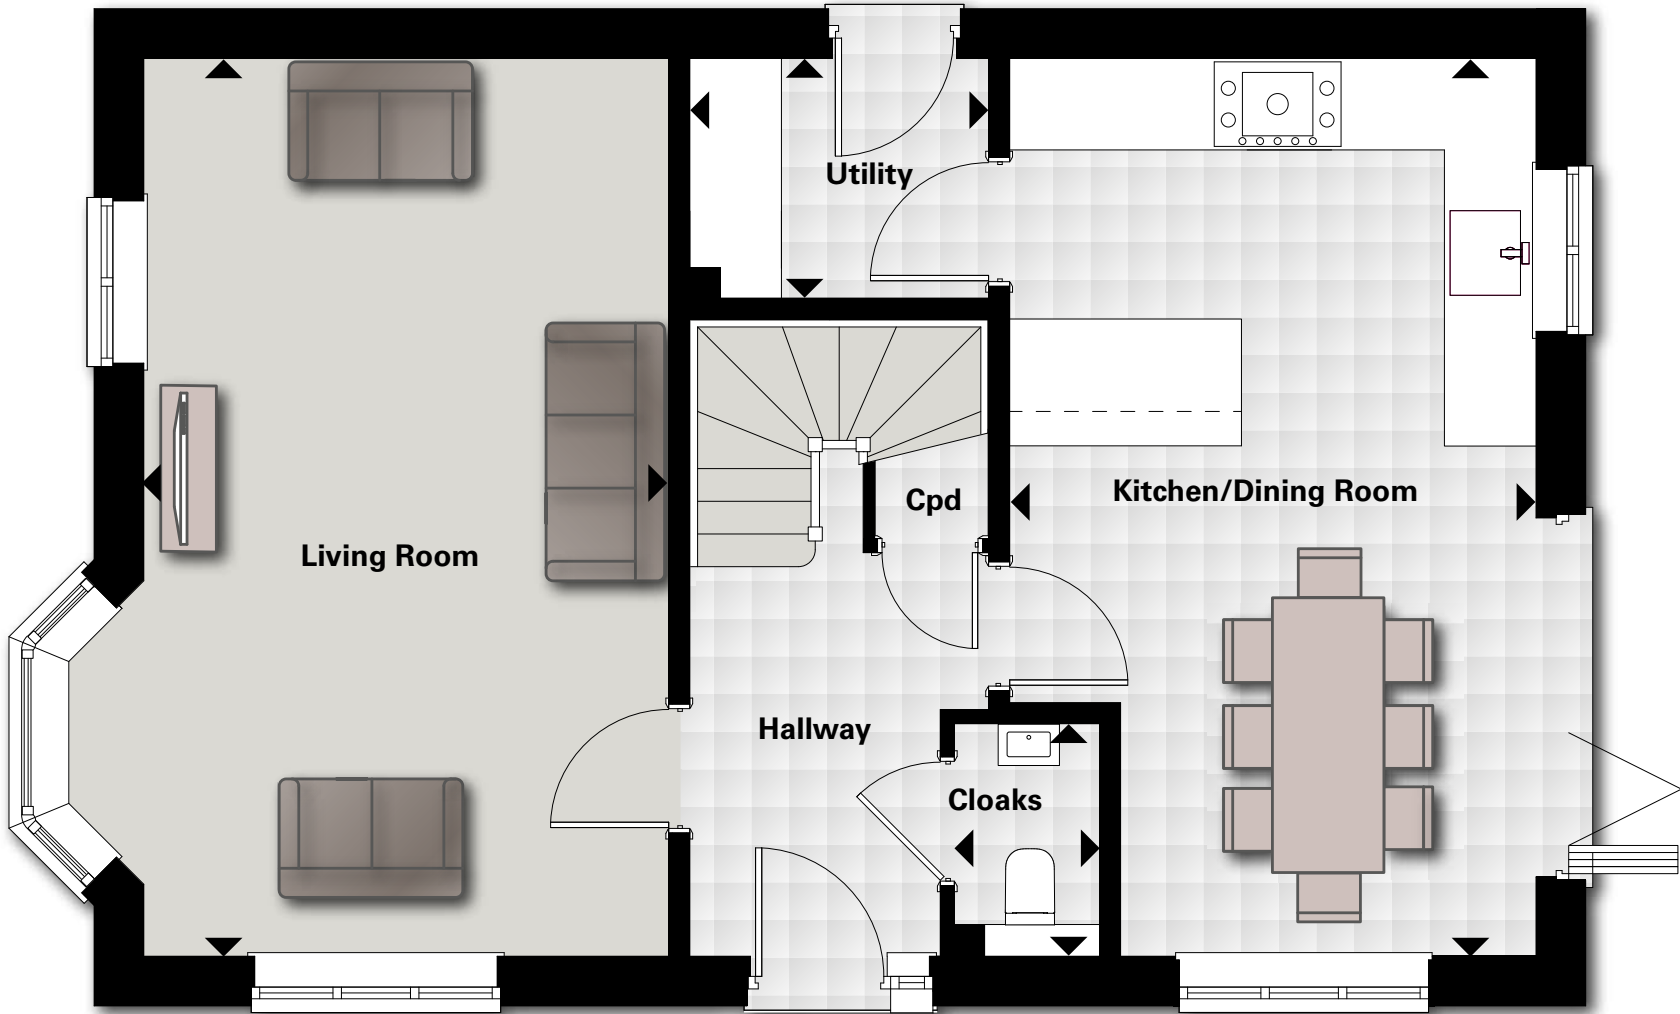 Utility
Cpd
Kitchen/Dining Room
Living Room
Hallway
Cloaks